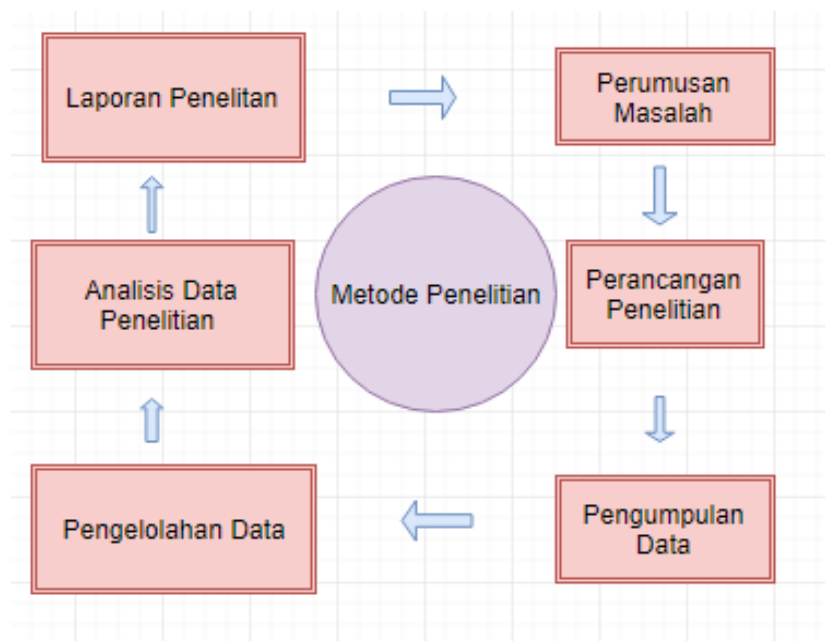 Laporan Penelitan
Perumusan
Masalah
Analisis Data
Penelitian
Metode Penelitian
Perancangan
Penelitian
Pengelolahan Data
Pengumpulan
Data